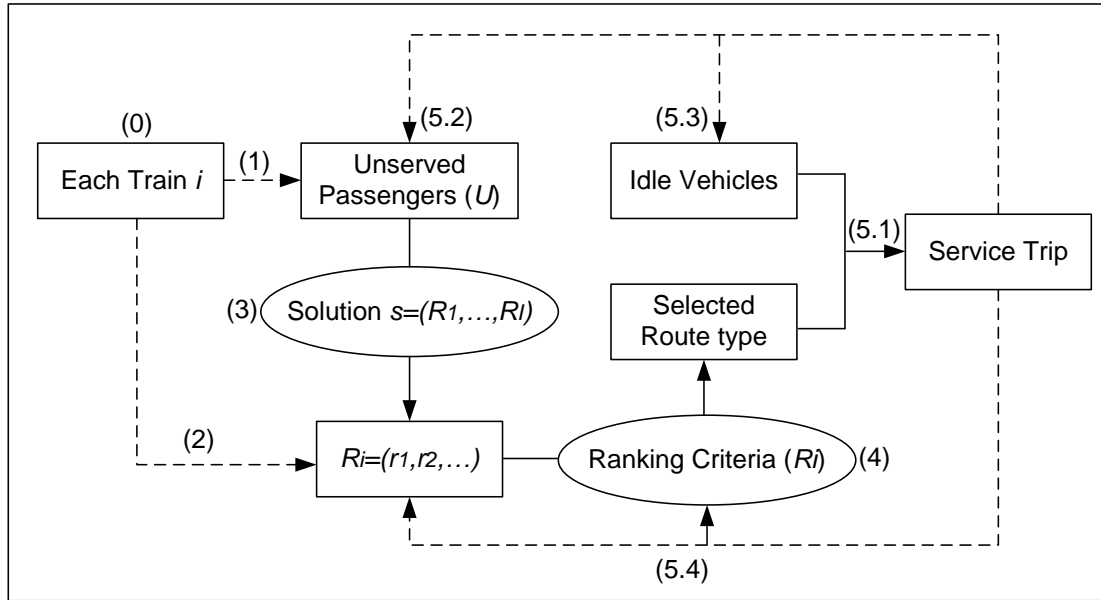 (0)
Each Train i
(1)
(5.2)
Unserved
Passengers (U)
(5.3)
Idle Vehicles
(5.1)
Service Trip
(3)
Solution s=(R1,...,RI)
Selected
Route type
(2)
Ri=(r1,r2,...)
Ranking Criteria (Ri)
(4)
(5.4)